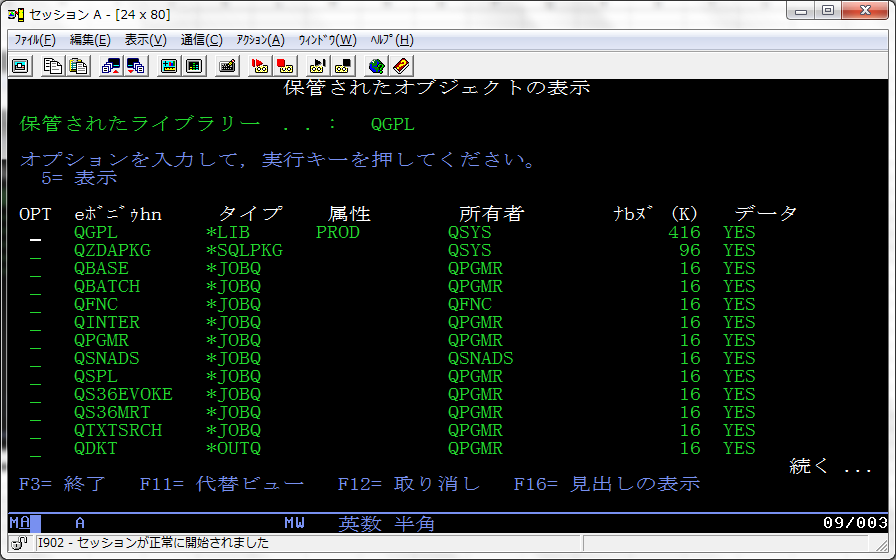 セッション A - [24 x 80]
ﾌｧｲﾙ(F) 編集(E) 表示(V) 通信(C) ｱｸｼｮﾝ(A) ｳｨﾝﾄﾞｳ(W) ﾍﾙﾌﾟ(H)
保管されたオブジェクトの表示
保管されたライブラリー . . : QGPL
オプションを入力して, 実行キーを押してください。
5= 表示
OPT eﾎﾞﾆﾞｩhn タイプ 属性 所有者 ﾅbﾇﾞ (K) データ
_ QGPL *LIB PROD QSYS 416 YES
_ QZDAPKG *SQLPKG QSYS 96 YES
_ QBASE *JOBQ QPGMR 16 YES
_ QBATCH *JOBQ QPGMR 16 YES
_ QFNC *JOBQ QFNC 16 YES
_ QINTER *JOBQ QPGMR 16 YES
_ QPGMR *JOBQ QPGMR 16 YES
_ QSNADS *JOBQ QSNADS 16 YES
_ QSPL *JOBQ QPGMR 16 YES
_ QS36EVOKE *JOBQ QPGMR 16 YES
_ QS36MRT *JOBQ QPGMR 16 YES
_ QTXTSRCH *JOBQ QPGMR 16 YES
_ QDKT *OUTQ QPGMR 16 YES
続く ...
F3= 終了 F11= 代替ビュー F12= 取り消し F16= 見出しの表示
MA A MW 英数 半角 09/003
I902 - セッションが正常に開始されました